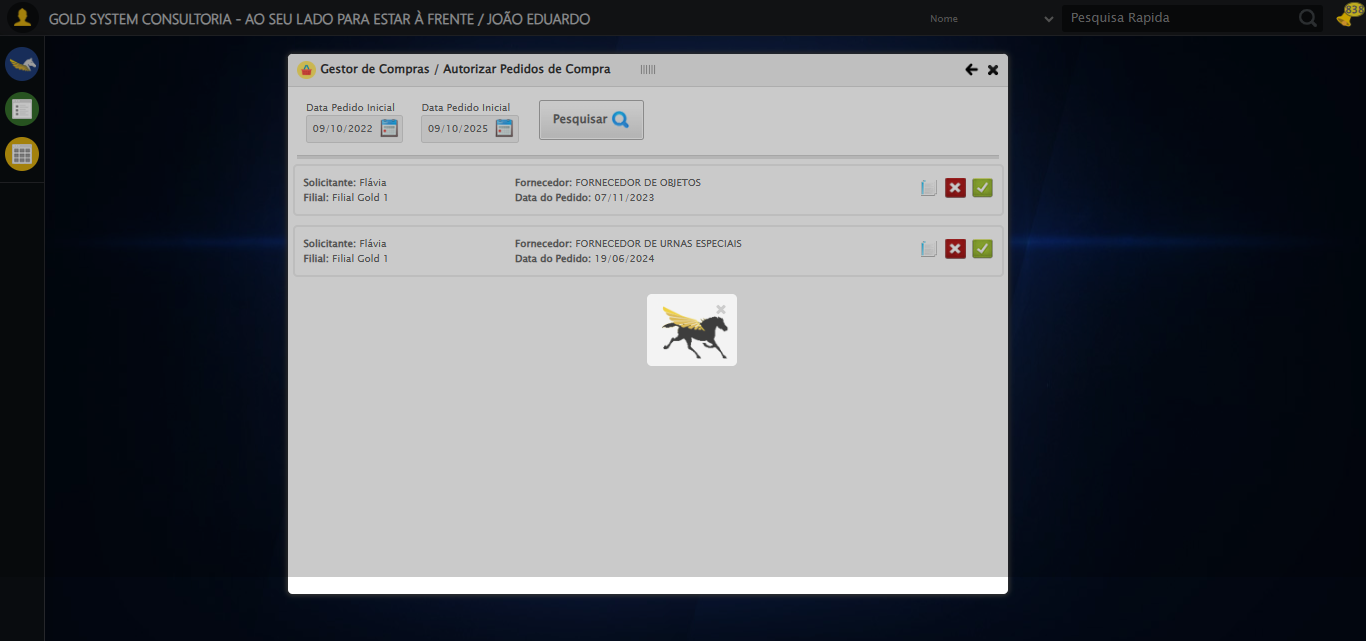 GOLD SYSTEM CONSULTORIA - AO SEU LADO PARA ESTAR À FRENTE / JOÃO EDUARDO
Nome
Pesquisa Rapida
838
Gestor de Compras / Autorizar Pedidos de Compra
Data Pedido Inicial
Data Pedido Inicial
09/10/2022
09/10/2025
Pesquisar
Solicitante: Flávia
Fornecedor: FORNECEDOR DE OBJETOS
Filial: Filial Gold 1
Data do Pedido: 07/11/2023
Solicitante: Flávia
Fornecedor: FORNECEDOR DE URNAS ESPECIAIS
Filial: Filial Gold 1
Data do Pedido: 19/06/2024